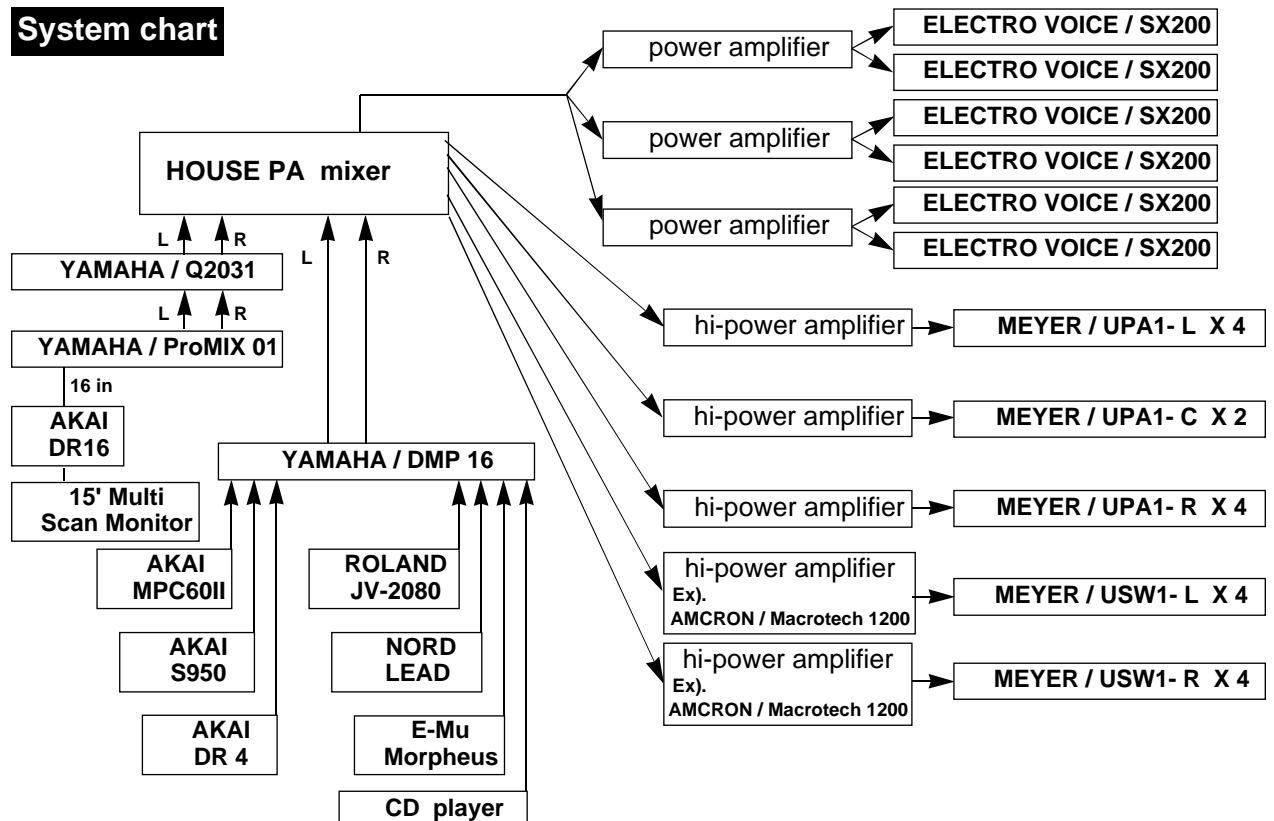 System chart
power amplifier
ELECTRO VOICE / SX200
ELECTRO VOICE / SX200
power amplifier
ELECTRO VOICE / SX200
ELECTRO VOICE / SX200
power amplifier
ELECTRO VOICE / SX200
ELECTRO VOICE / SX200
HOUSE PA mixer
L R
L R
YAMAHA / Q2031
L R
YAMAHA / ProMIX 01
16 in
AKAI
DR16
15' Multi
Scan Monitor
YAMAHA / DMP 16
AKAI
MPC60II
AKAI
S950
AKAI
DR 4
ROLAND
JV-2080
NORD
LEAD
E-Mu
Morpheus
CD player
hi-power amplifier
MEYER / UPA1- L X 4
hi-power amplifier
MEYER / UPA1- C X 2
hi-power amplifier
MEYER / UPA1- R X 4
hi-power amplifier
Ex).
AMCRON / Macrotech 1200
MEYER / USW1- L X 4
hi-power amplifier
Ex).
AMCRON / Macrotech 1200
MEYER / USW1- R X 4